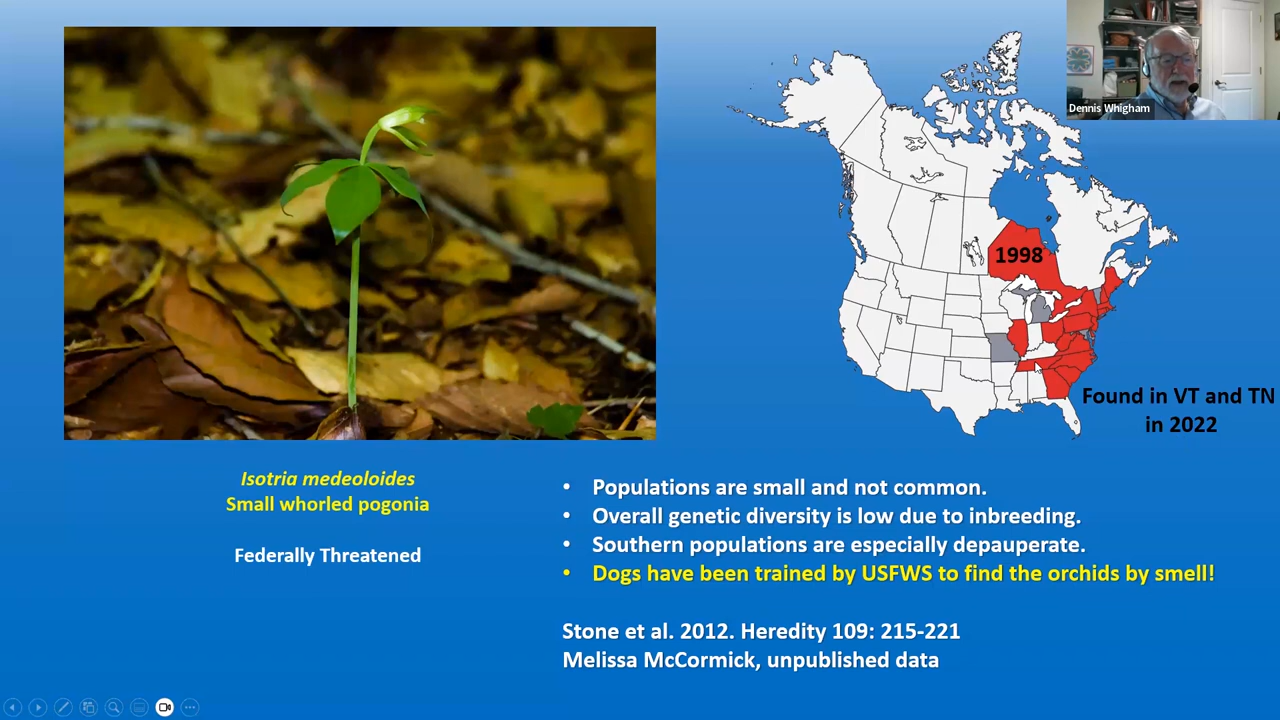 Dennis Whigham
1998
Found in VT and TN
in 2022
Isotria medeoloides
Small whorled pogonia
Federally Threatened
• Populations are small and not common.
• Overall genetic diversity is low due to inbreeding.
• Southern populations are especially depauperate.
• Dogs have been trained by USFWS to find the orchids by smell!
Stone et al. 2012. Heredity 109: 215-221
Melissa McCormick, unpublished data